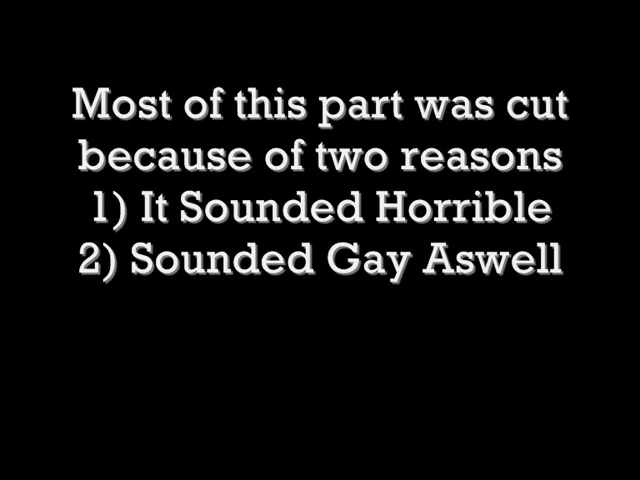 Most of this part was cut
because of two reasons
1) It Sounded Horrible
2) Sounded Gay Aswell